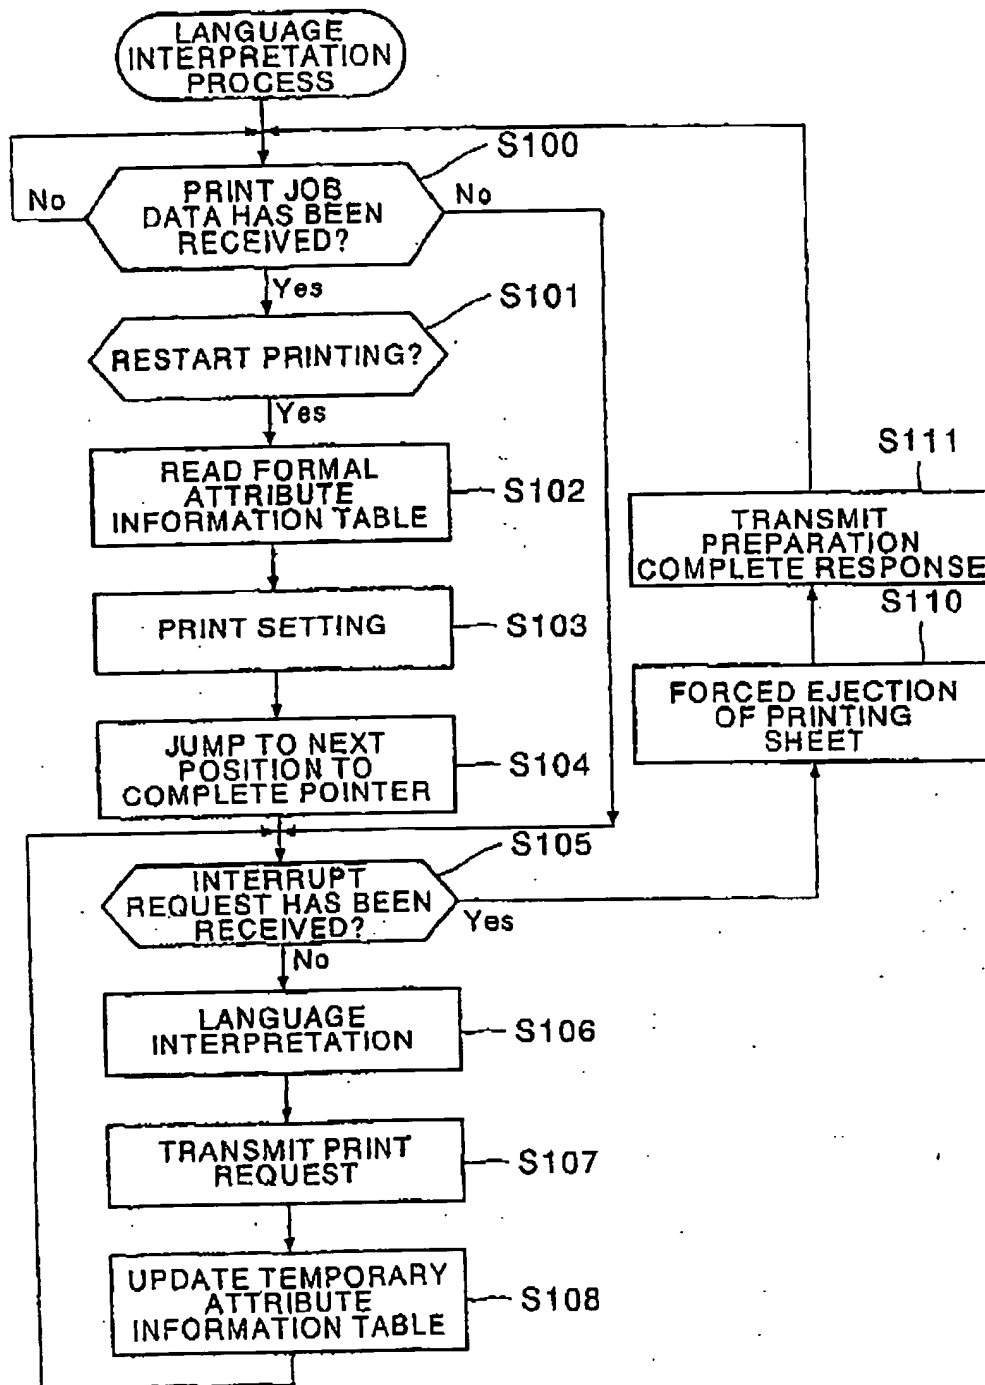 LANGUAGE
INTERPRETATION
PROCESS
S100
PRINT JOB
DATA HAS BEEN
RECEIVED?
No
No
Yes
S101
RESTART PRINTING?
Yes
READ FORMAL
ATTRIBUTE
INFORMATION TABLE
S102
PRINT SETTING
S103
JUMP TO NEXT
POSITION TO
COMPLETE POINTER
S104
S105
INTERRUPT
REQUEST HAS BEEN
RECEIVED?
Yes
No
LANGUAGE
INTERPRETATION
S106
TRANSMIT PRINT
REQUEST
S107
UPDATE TEMPORARY
ATTRIBUTE
INFORMATION TABLE
S108
S111
TRANSMIT
PREPARATION
COMPLETE RESPONSE
S110
FORCED EJECTION
OF PRINTING
SHEET